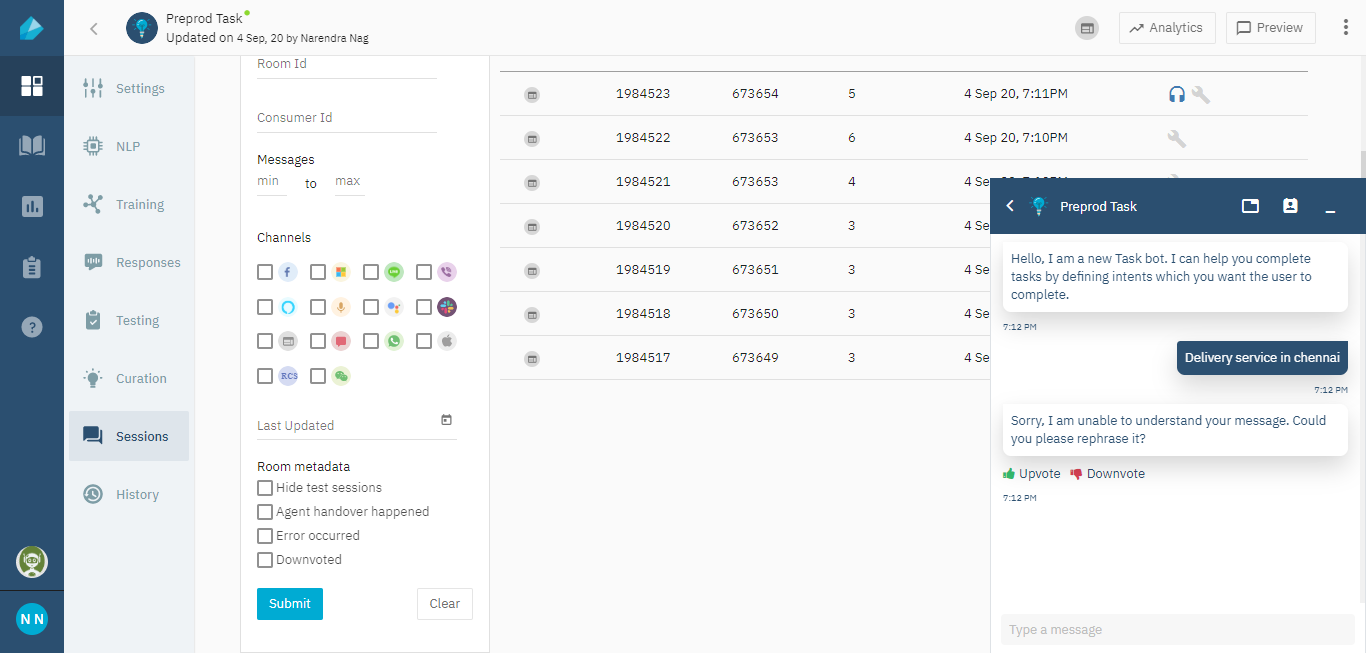 Preprod Task
Updated on 4 Sep, 20 by Narendra Nag
Analytics
Preview
Settings
NLP
Training
Responses
Testing
Curation
Sessions
History
N N
Room Id
Consumer Id
Messages
min to max
Channels
RCS
Last Updated
Room metadata
Hide test sessions
Agent handover happened
Error occurred
Downvoted
Submit
Clear
1984523 673654 5 4 Sep 20, 7:11PM
1984522 673653 6 4 Sep 20, 7:10PM
1984521 673653 4 4 Se
1984520 673652 3 4 Se
1984519 673651 3 4 Se
1984518 673650 3 4 Se
1984517 673649 3 4 Se
Preprod Task
Hello, I am a new Task bot. I can help you complete
tasks by defining intents which you want the user to
complete.
7:12 PM
Delivery service in chennai
7:12 PM
Sorry, I am unable to understand your message. Could
you please rephrase it?
Upvote Downvote
7:12 PM
Type a message